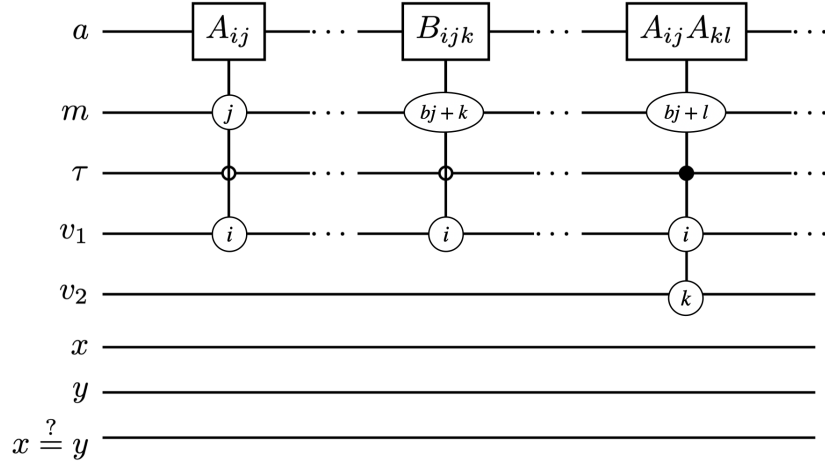 a A_{ij} ··· B_{ijk} ··· A_{ij}A_{kl} ···
m j ··· bj + k ··· bj + l ···
τ ··· ··· ···
v_1 i ··· i ··· i ···
v_2 k
x
y
x ≟ y